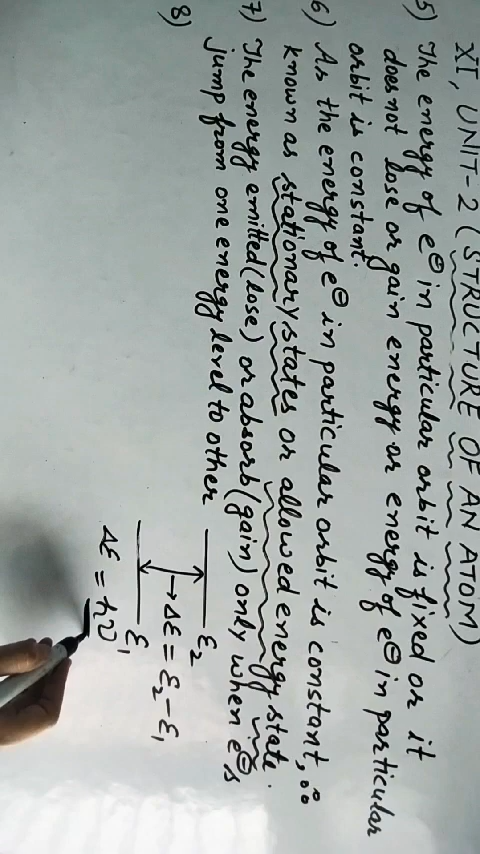 XI, UNIT-2 (STRUCTURE OF AN ATOM)
5) The energy of e⊖ in particular orbit is fixed or it
does not lose or gain energy or energy of e⊖ in particular
orbit is constant.
6) As the energy of e⊖ in particular orbit is constant, ∴
known as stationary states or allowed energy state.
7) The energy emitted (lose) or absorb (gain) only when e⊖s
jump from one energy level to other
8)
E₂
→ ΔE = E₂ - E₁
E₁
ΔE = hν